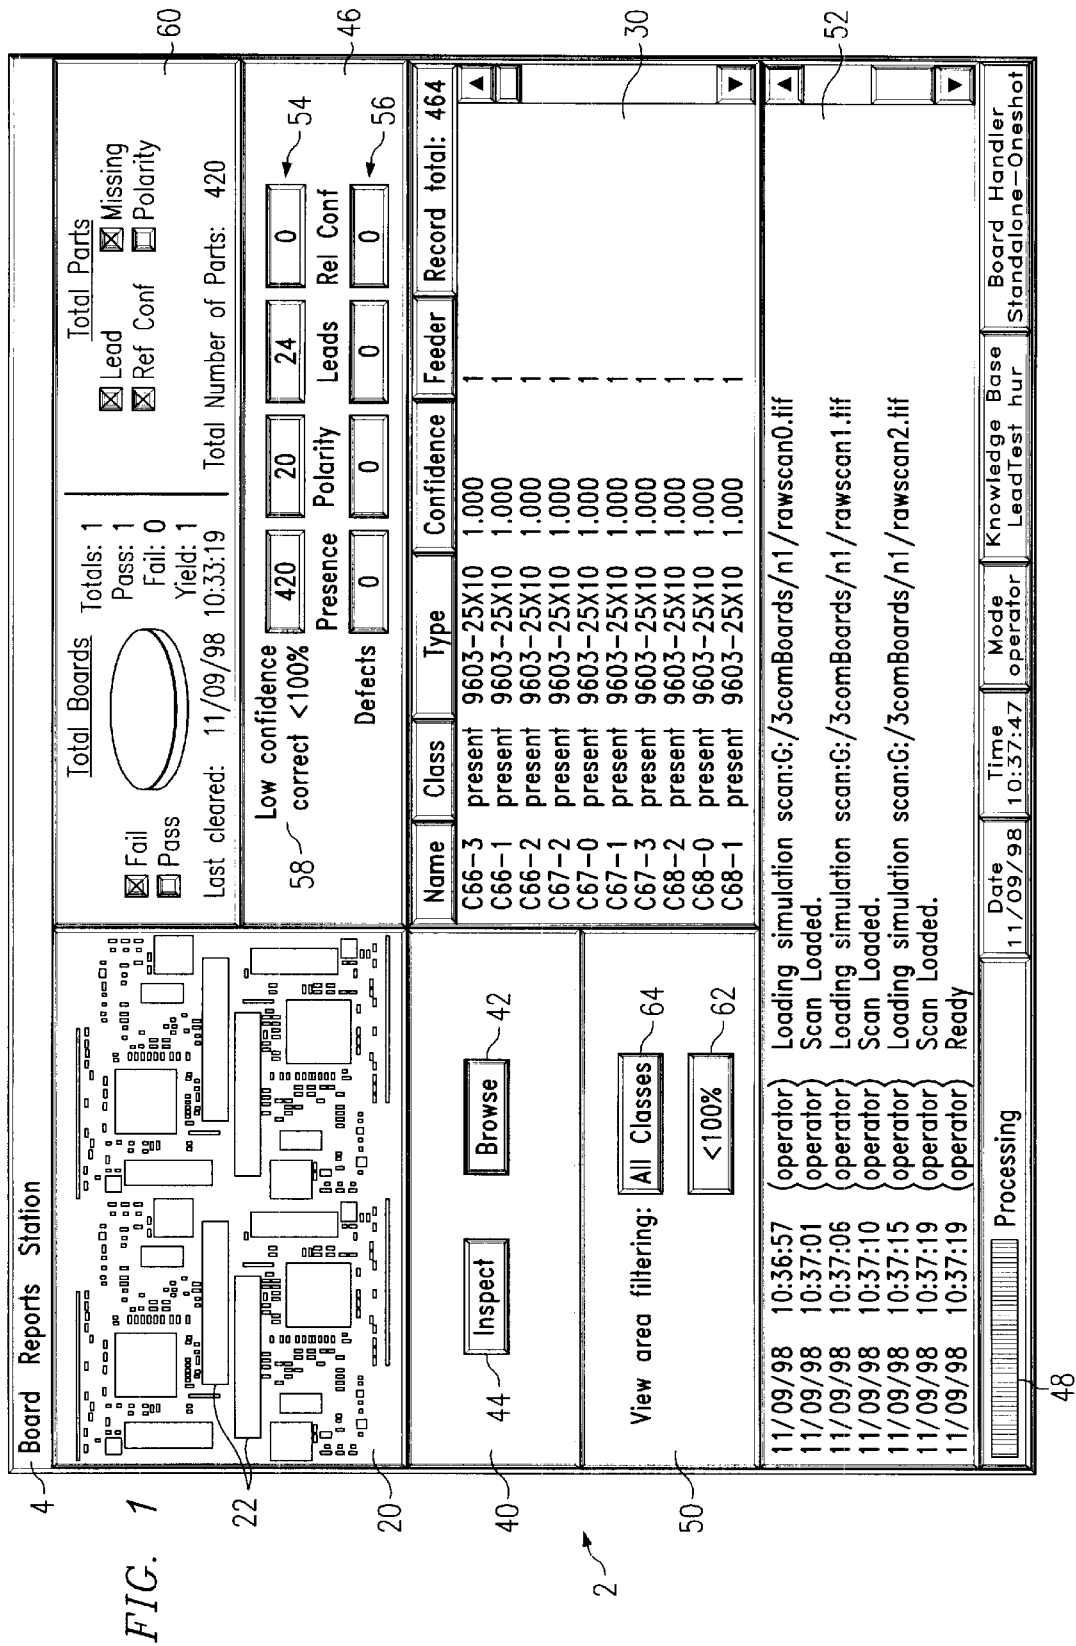 FIG. 1
2
4
Board Reports Station
22
20
Total Boards
Fail
Pass
Totals: 1
Pass: 1
Fail: 0
Yield: 1
Last cleared: 11/09/98 10:33:19
Total Parts
Lead
Missing
Ref Conf
Polarity
Total Number of Parts: 420
60
Low confidence
58
correct <100%
420 20 24 0
54
Presence Polarity Leads Rel Conf
Defects
0 0 0 0
56
46
40
44
Inspect
Browse
42
50
View area filtering:
All Classes
64
<100%
62
Name Class Type Confidence Feeder Record total: 464
C66-3 present 9603-25X10 1.000 1
C66-1 present 9603-25X10 1.000 1
C66-2 present 9603-25X10 1.000 1
C67-2 present 9603-25X10 1.000 1
C67-0 present 9603-25X10 1.000 1
C67-1 present 9603-25X10 1.000 1
C67-3 present 9603-25X10 1.000 1
C68-2 present 9603-25X10 1.000 1
C68-0 present 9603-25X10 1.000 1
C68-1 present 9603-25X10 1.000 1
30
11/09/98 10:36:57 (operator) Loading simulation scan:G:/3comBoards/n1/rawscan0.tif
11/09/98 10:37:01 (operator) Scan Loaded.
11/09/98 10:37:06 (operator) Loading simulation scan:G:/3comBoards/n1/rawscan1.tif
11/09/98 10:37:10 (operator) Scan Loaded.
11/09/98 10:37:15 (operator) Loading simulation scan:G:/3comBoards/n1/rawscan2.tif
11/09/98 10:37:19 (operator) Scan Loaded.
11/09/98 10:37:19 (operator) Ready
52
Processing
48
Date
11/09/98
Time
10:37:47
Mode
operator
Knowledge Base
LeadTest hur
Board Handler
Standalone-Oneshot